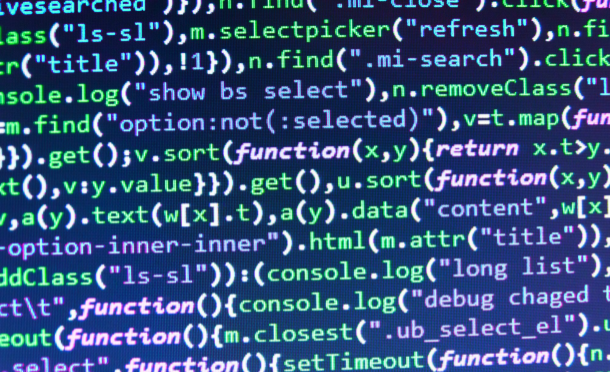 ivesearched")}),n.find(".mi-close").click(fu
lass("ls-sl"),m.selectpicker("refresh"),n.fi
tr("title")),!1}),n.find(".mi-search").click
nsole.log("show bs select"),n.removeClass("l
=m.find("option:not(:selected)"),v=t.map(fun
}}).get();v.sort(function(x,y){return x.t>y.
xt(),v:y.value}}).get(),u.sort(function(x,y)
v,a(y).text(w[x].t),a(y).data("content",w[x]
-option-inner-inner").html(m.attr("title")),
ddClass("ls-sl")):(console.log("long list"),
ct\t",function(){console.log("debug chaged t
eout(function(){m.closest(".ub_select_el").u
.select",function(){setTimeout(function(){n.